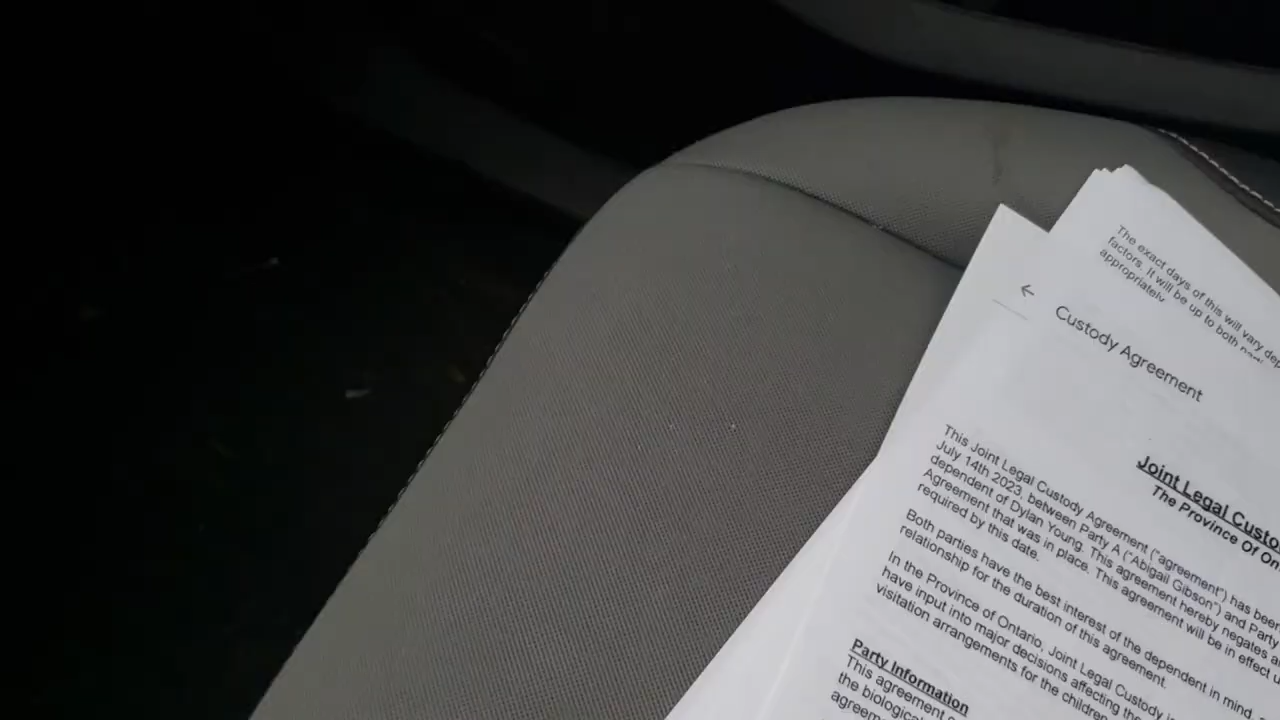 The exact days of this will vary dep
factors. It will be up to both
appropriately
Custody Agreement
Joint Legal Custo
The Province Of On
This Joint Legal Custody Agreement ("agreement") has been
July 14th 2023, between Party A ("Abigail Gibson") and Party
dependent of Dylan Young. This agreement hereby negates a
Agreement that was in place. This agreement will be in effect u
required by this date.
Both parties have the best interest of the dependent in mind.
relationship for the duration of this agreement.
In the Province of Ontario, Joint Legal Custody
have input into major decisions affecting the
visitation arrangements for the children
Party Information
This agreement
the biological
agreem